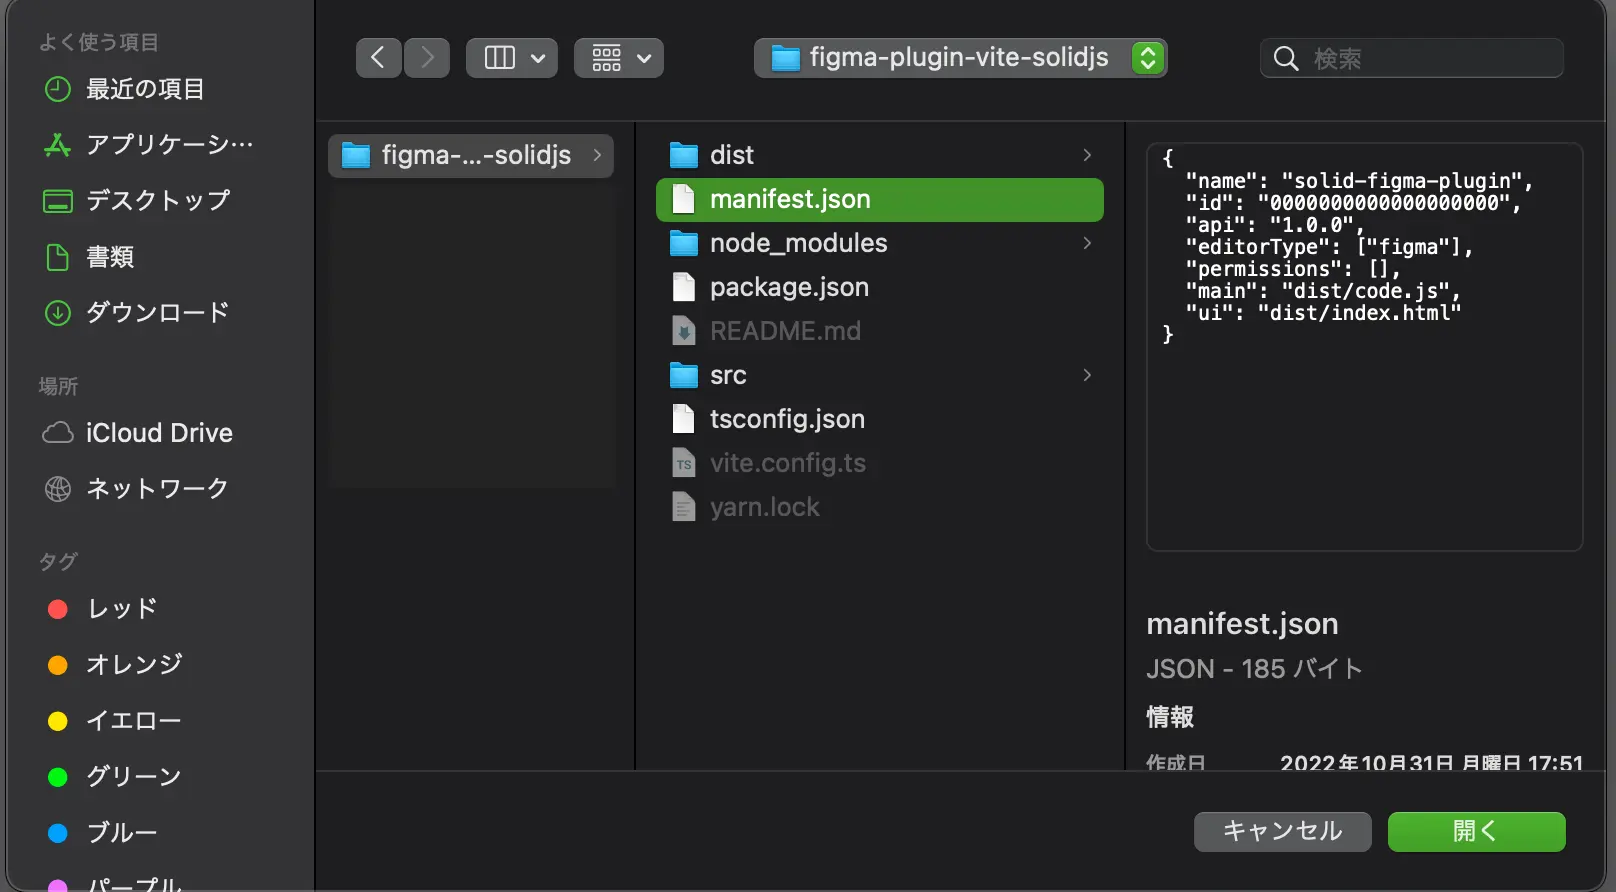 よく使う項目
最近の項目
アプリケーシ…
デスクトップ
書類
ダウンロード
場所
iCloud Drive
ネットワーク
タグ
レッド
オレンジ
イエロー
グリーン
ブルー
パープル
figma-plugin-vite-solidjs
検索
figma-...-solidjs
dist
manifest.json
node_modules
package.json
README.md
src
tsconfig.json
TS vite.config.ts
yarn.lock
{
"name": "solid-figma-plugin",
"id": "0000000000000000000",
"api": "1.0.0",
"editorType": ["figma"],
"permissions": [],
"main": "dist/code.js",
"ui": "dist/index.html"
}
manifest.json
JSON - 185 バイト
情報
作成日 2022年10月31日 月曜日 17:51
キャンセル
開く